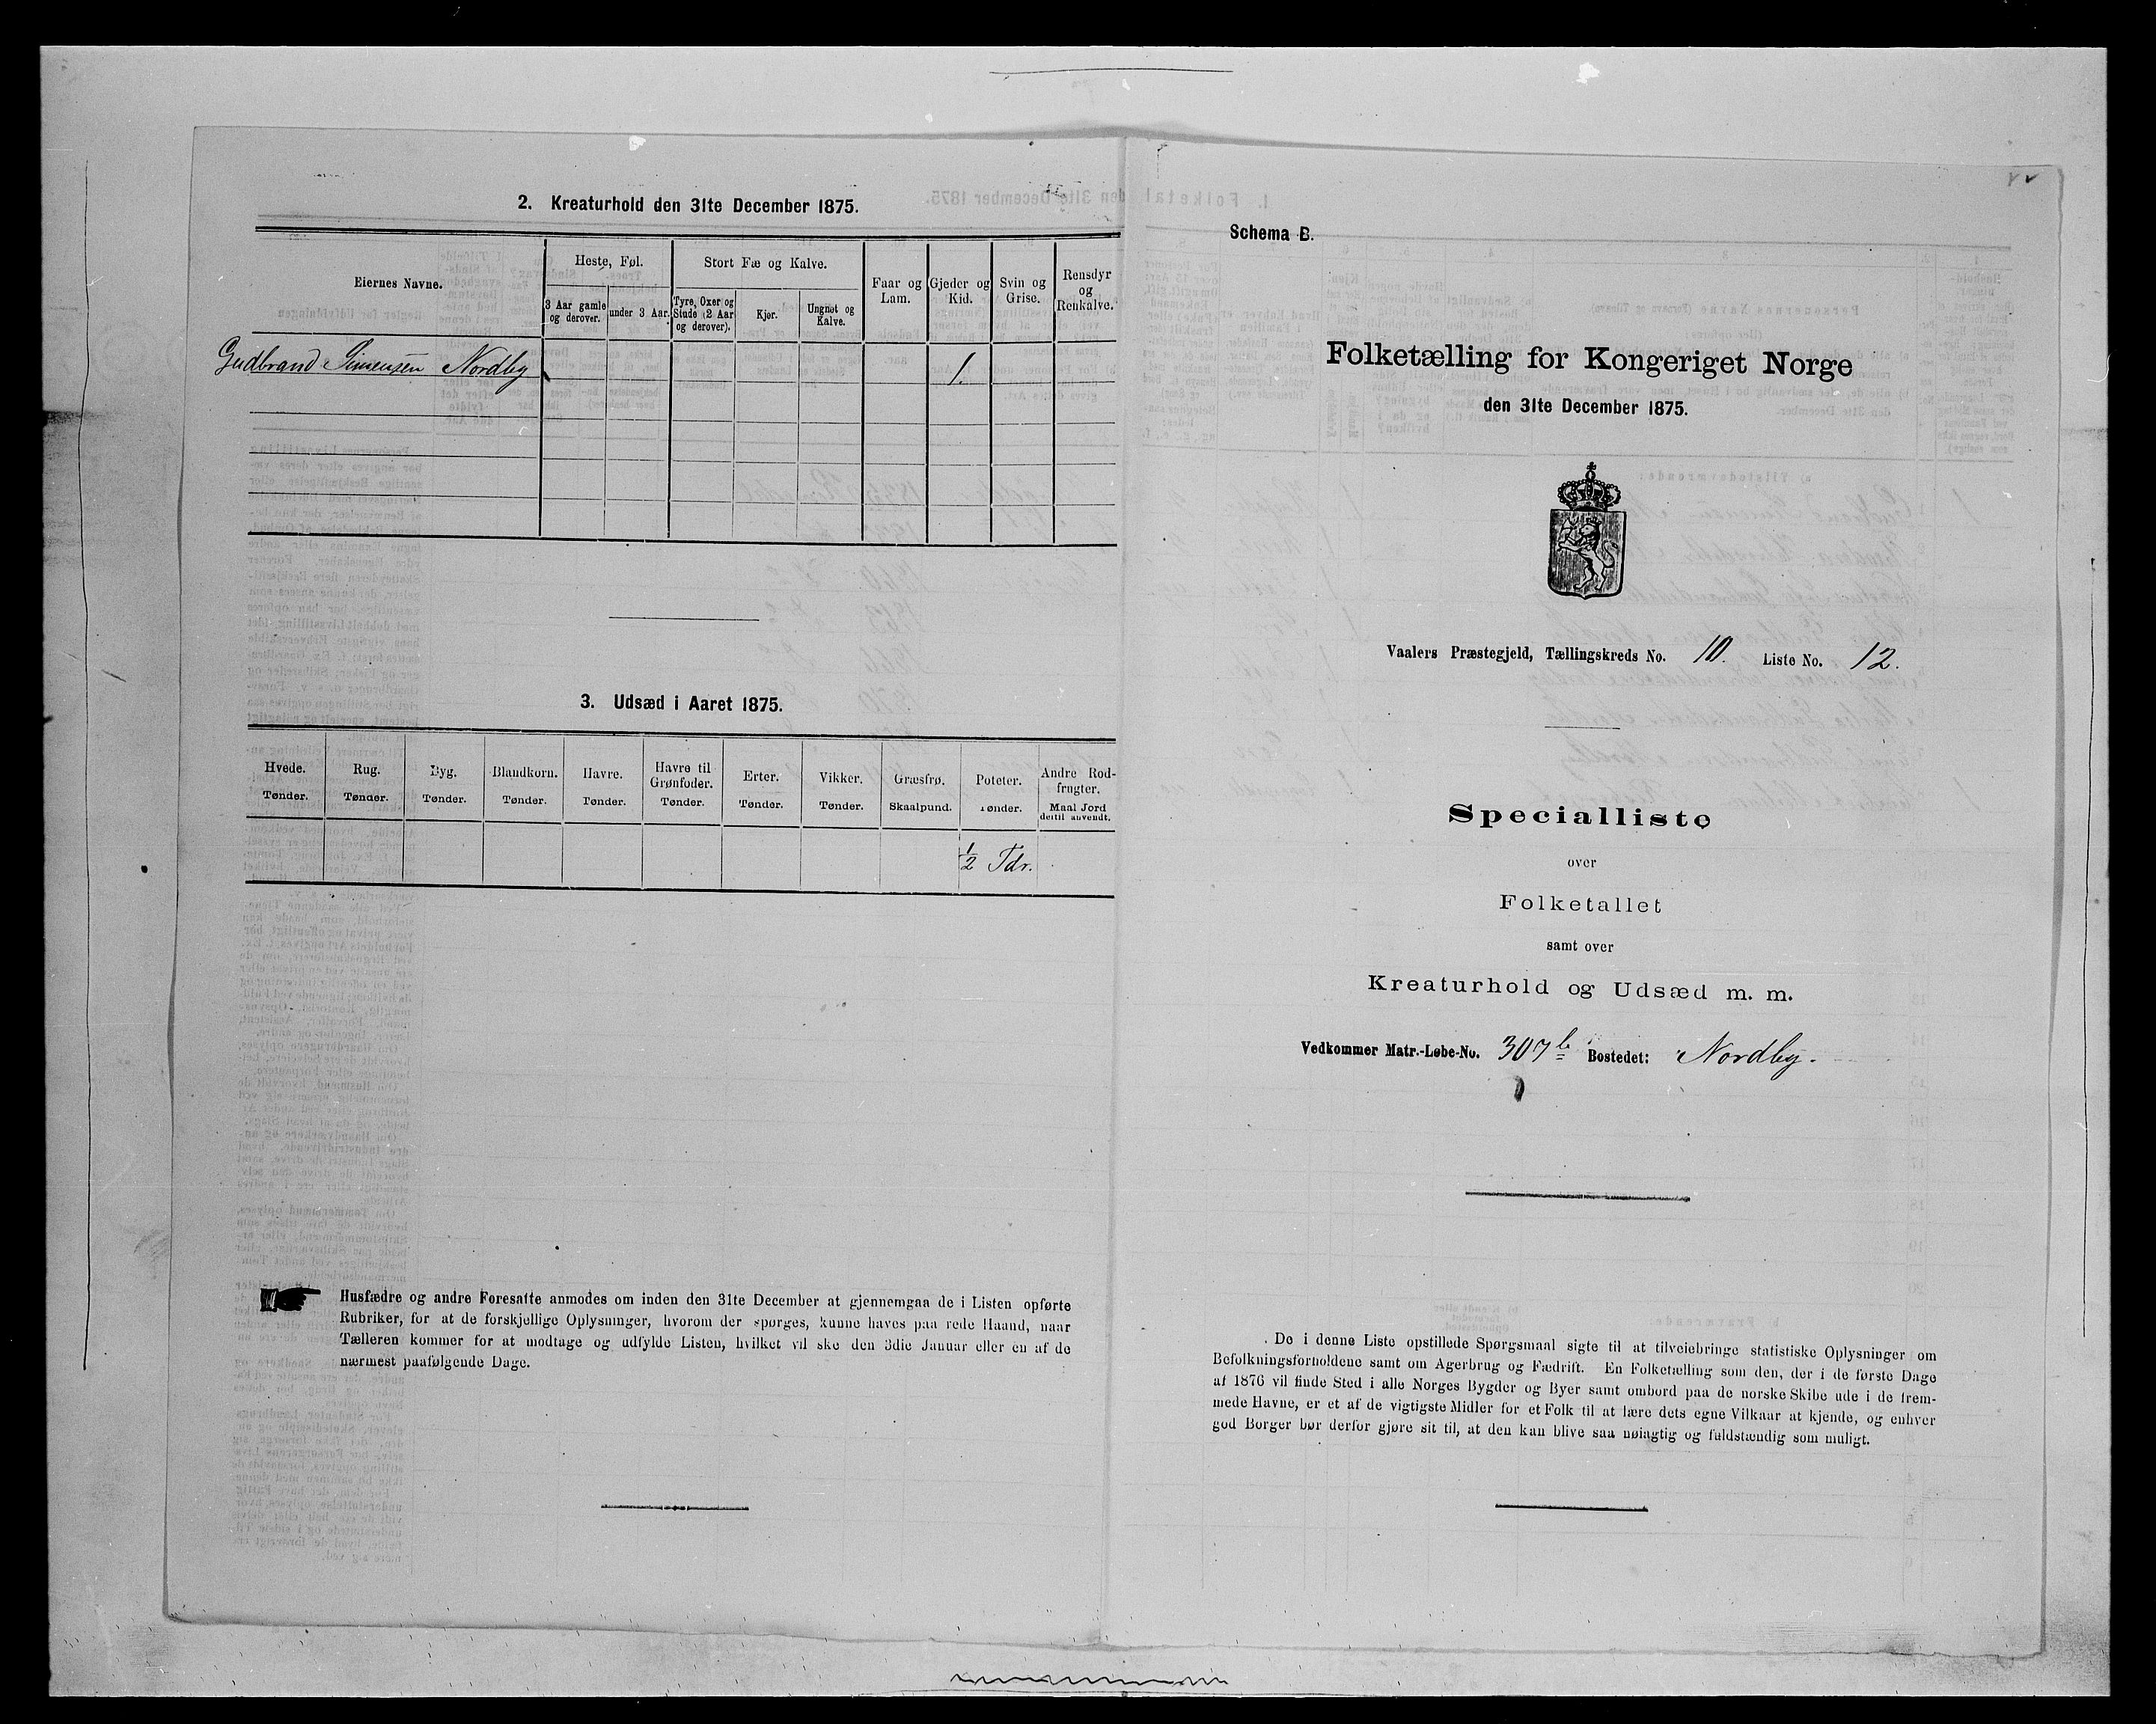 2. Kreaturhold den 31te December 1875.
Eiernes Navne.
Heste, Føl.
Stort Fæ og Kalve.
Faar og Lam.
Gjeder og Kid.
Svin og Grise.
Rensdyr og Renkalve.
3 Aar gamle og derover.
under 3 Aar.
Tyre, Oxer og Stude (2 Aar og derover).
Kjør.
Ungnøt og Kalve.
Gudbrand Simensen Nordby 1.
3. Udsæd i Aaret 1875.
Hvede. Tønder.
Rug. Tønder.
Byg. Tønder.
Blandkorn. Tønder.
Havre. Tønder.
Havre til Grønfoder. Tønder.
Erter. Tønder.
Vikker. Tønder.
Græsfrø. Skaalpund.
Poteter. Tønder.
Andre Rodfrugter. Maal Jord dertil anvendt.
1/2 Tdr.
Husfædre og andre Foresatte anmodes om inden den 31te December at gjennemgaa de i Listen opførte
Rubriker, for at de forskjellige Oplysninger, hvorom der spørges, kunne haves paa rede Haand, naar
Tælleren kommer for at modtage og udfylde Listen, hvilket vil ske den 3die Januar eller en af de
nærmest paafølgende Dage.
Schema B.
Folketælling for Kongeriget Norge
den 31te December 1875.
Vaalers Præstegjeld, Tællingskreds No. 10. Liste No. 12.
Specialliste
over
Folketallet
samt over
Kreaturhold og Udsæd m. m.
Vedkommer Matr.-Løbe-No. 307 b Bostedet: Nordby.
De i denne Liste opstillede Spørgsmaal sigte til at tilveiebringe statistiske Oplysninger om
Befolkningsforholdene samt om Agerbrug og Fædrift. En Folketælling som den, der i de første Dage
af 1876 vil finde Sted i alle Norges Bygder og Byer samt ombord paa de norske Skibe ude i de frem-
mede Havne, er et af de vigtigste Midler for et Folk til at lære dets egne Vilkaar at kjende, og enhver
god Borger bør derfor gjøre sit til, at den kan blive saa nøiagtig og fuldstændig som muligt.